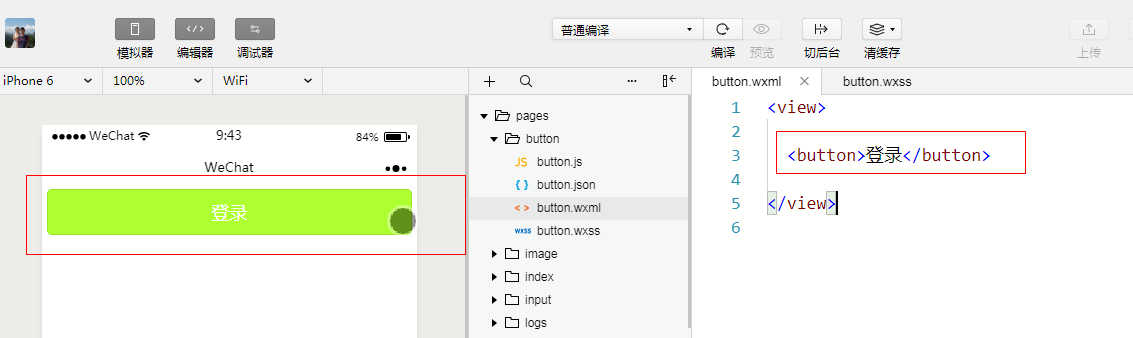 模拟器 编辑器 调试器 普通编译 编译 预览 切后台 清缓存 上传
iPhone 6 100% WiFi
button.wxml button.wxss
WeChat 9:43 84%
WeChat
登录
pages
button
JS button.js
{ } button.json
< > button.wxml
wxss button.wxss
image
index
input
logs
1 <view>
2
3 <button>登录</button>
4
5 </view>
6